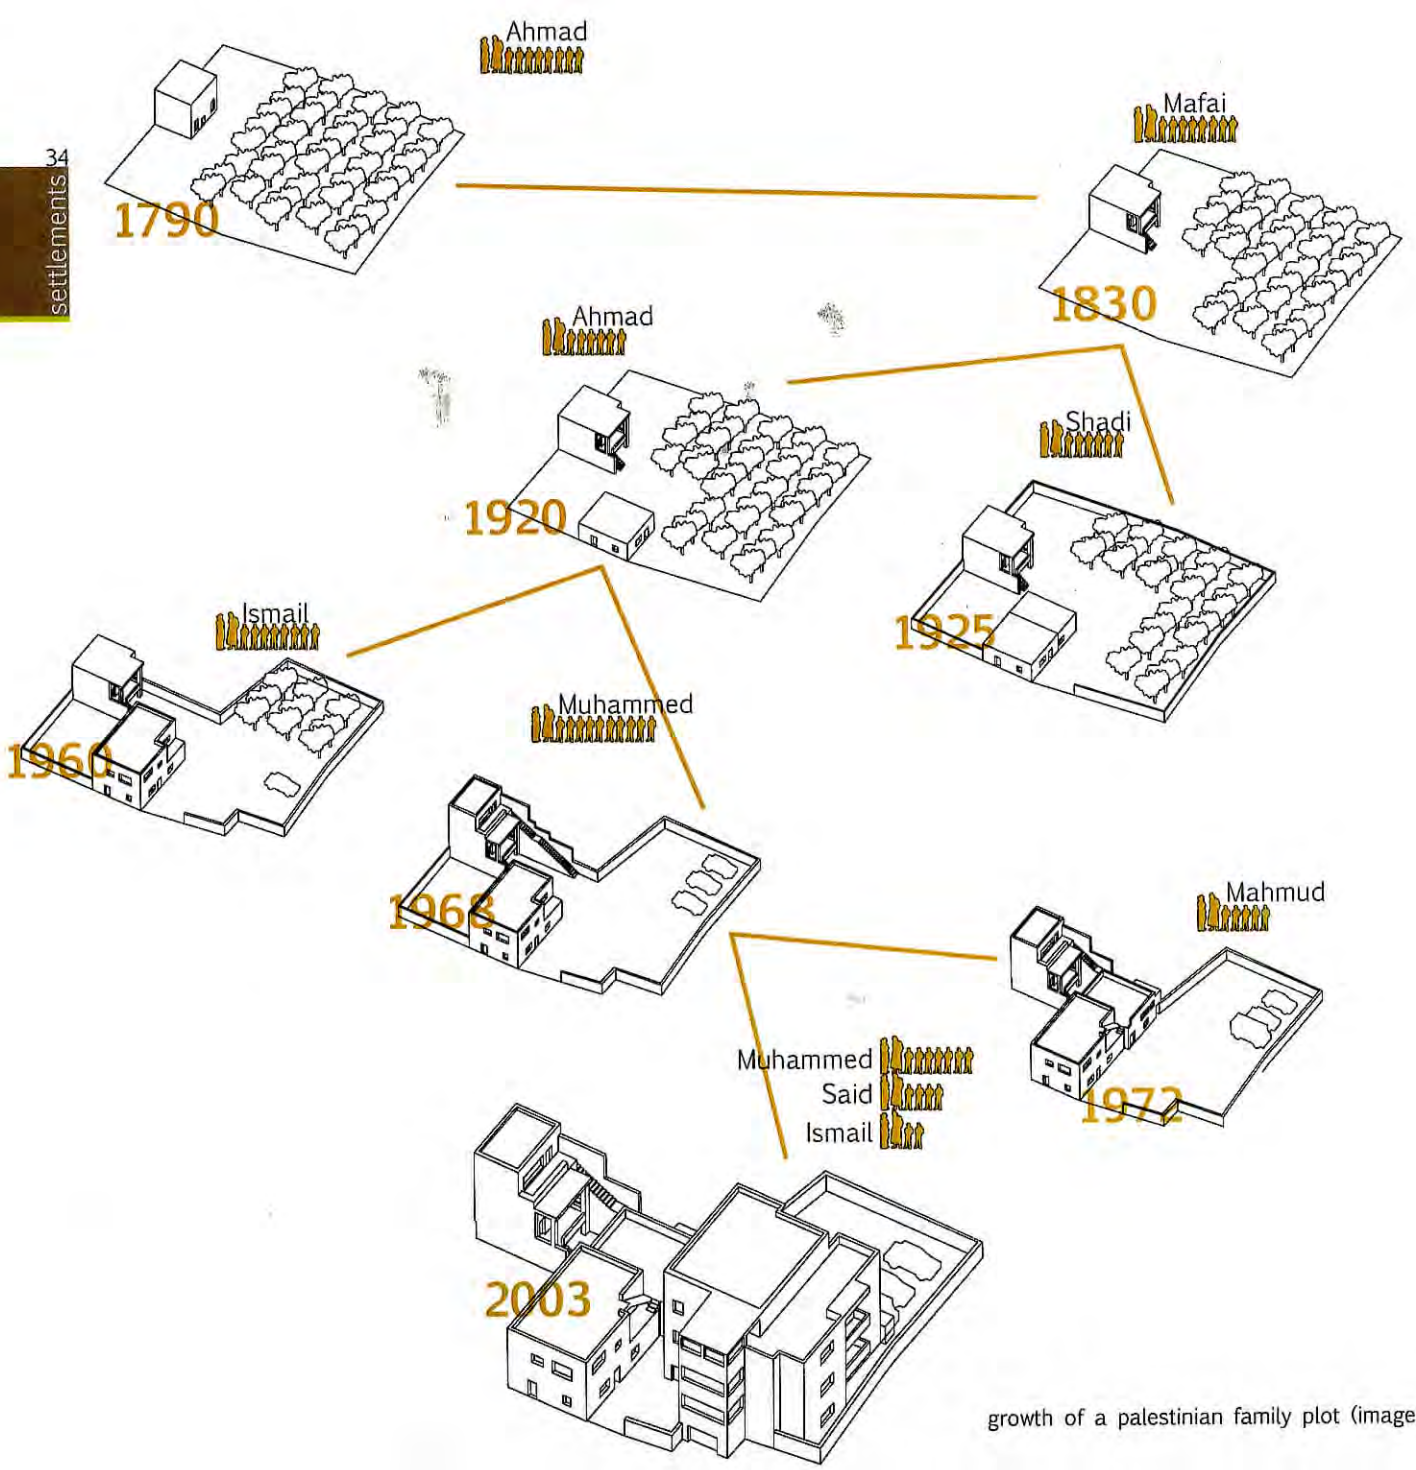 Ahmad
Mafai
34
settlements
1790
1830
Ahmad
Shadi
1920
1925
Ismail
Muhammed
1960
1968
Mahmud
Muhammed
Said
Ismail
1972
2003
growth of a palestinian family plot (image